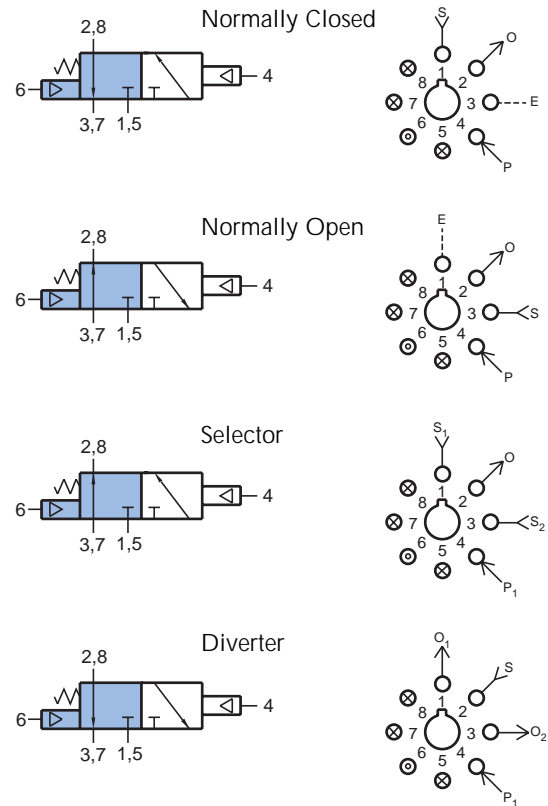 Normally Closed
2,8
6
4
3,7 1,5
S
O
1
8 2
7 3 E
6 4
5
P
Normally Open
2,8
6
4
3,7 1,5
E
O
1
8 2
7 3 S
6 4
5
P
Selector
2,8
6
4
3,7 1,5
S1
O
1
8 2
7 3 S2
6 4
5
P1
Diverter
2,8
6
4
3,7 1,5
O1
S
1
8 2
7 3 O2
6 4
5
P1